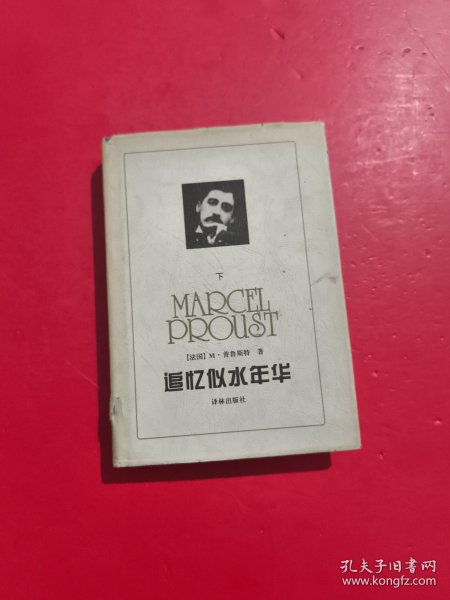 下
MARCEL
PROUST
【法国】M·普鲁斯特 著
追忆似水年华
译林出版社
孔夫子旧书网
www.kongfz.com